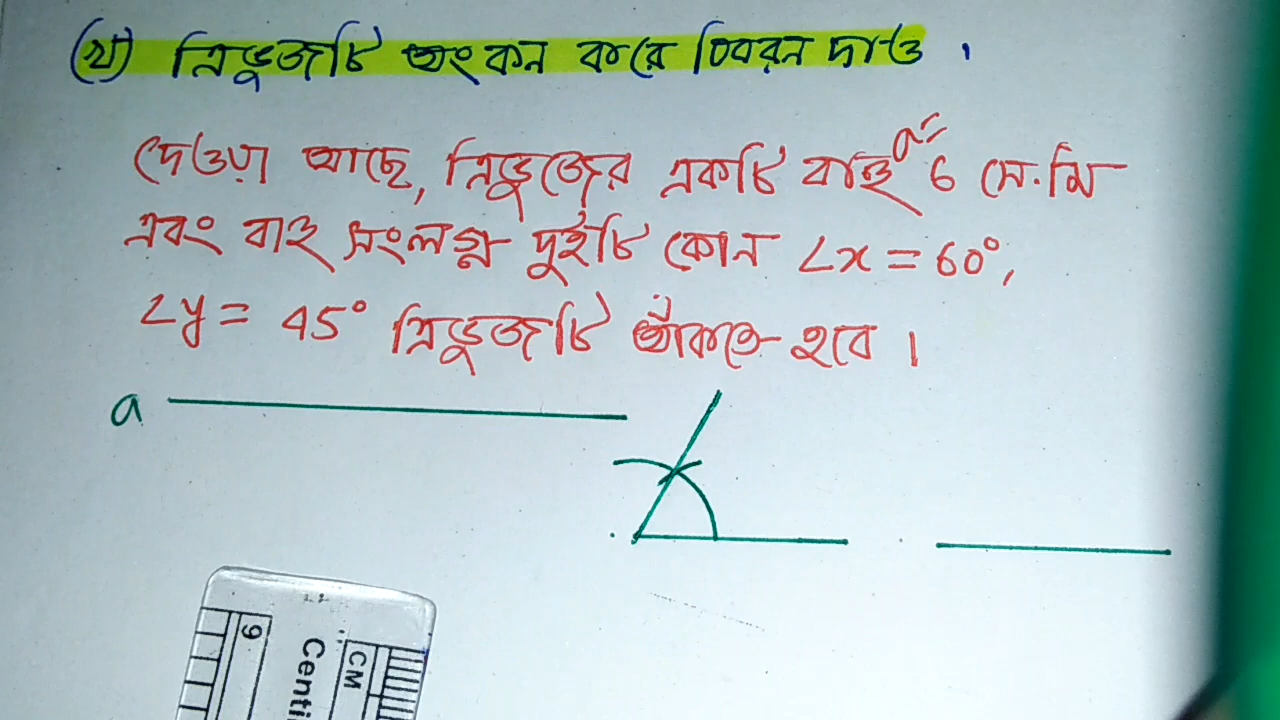 (খ) ত্রিভুজটি অংকন করে বিবরন দাও ।
দেওয়া আছে, ত্রিভুজের একটি বাহু a = 6 সে.মি
এবং বাহু সংলগ্ন দুইটি কোন ∠x = 60°,
∠y = 45° ত্রিভুজটি আঁকতে হবে ।
a
9
Centi
CM